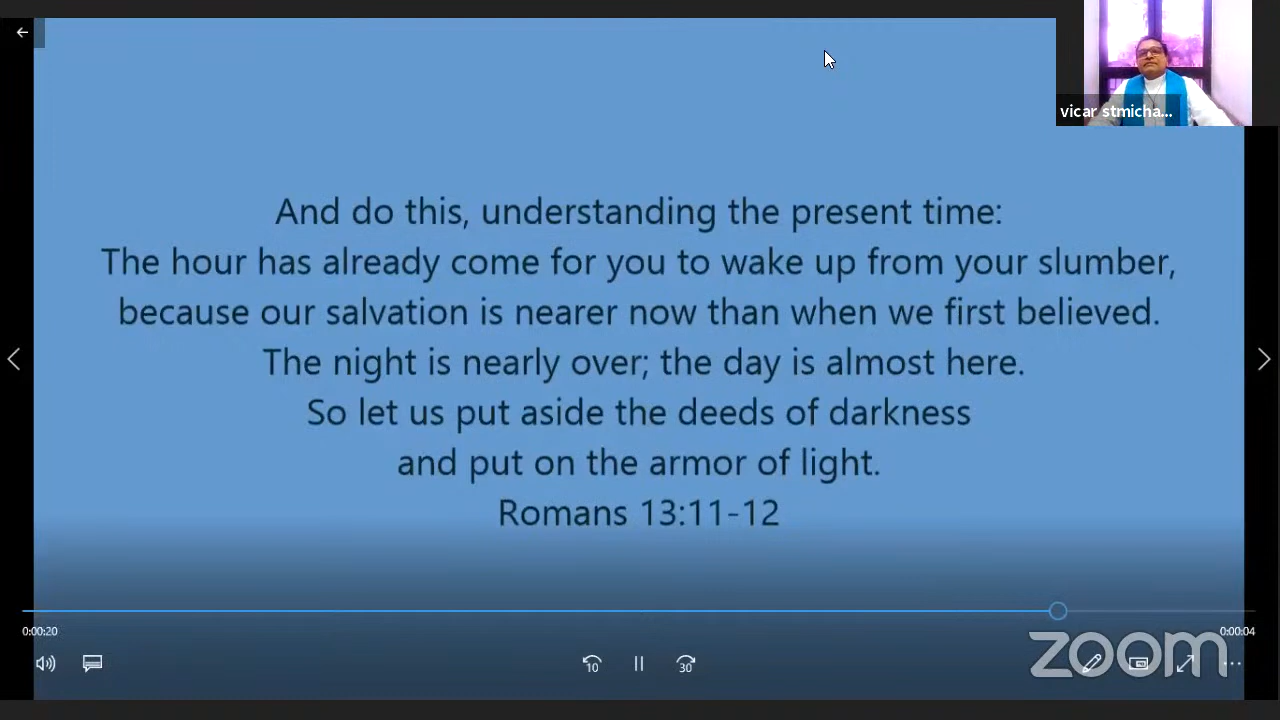 vicar stmicha...
And do this, understanding the present time:
The hour has already come for you to wake up from your slumber,
because our salvation is nearer now than when we first believed.
The night is nearly over; the day is almost here.
So let us put aside the deeds of darkness
and put on the armor of light.
Romans 13:11-12
0:00:20
0:00:04
10
30
zoom